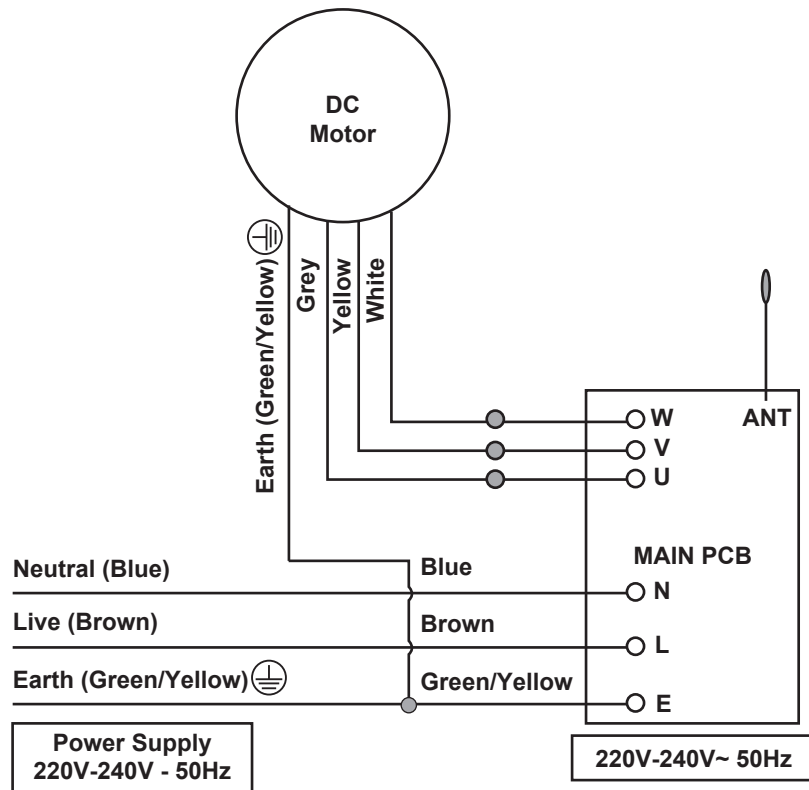 DC
Motor
Earth (Green/Yellow)
Grey
Yellow
White
W
ANT
V
U
MAIN PCB
Neutral (Blue)
Blue
N
Live (Brown)
Brown
L
Earth (Green/Yellow)
Green/Yellow
E
Power Supply
220V-240V - 50Hz
220V-240V~ 50Hz